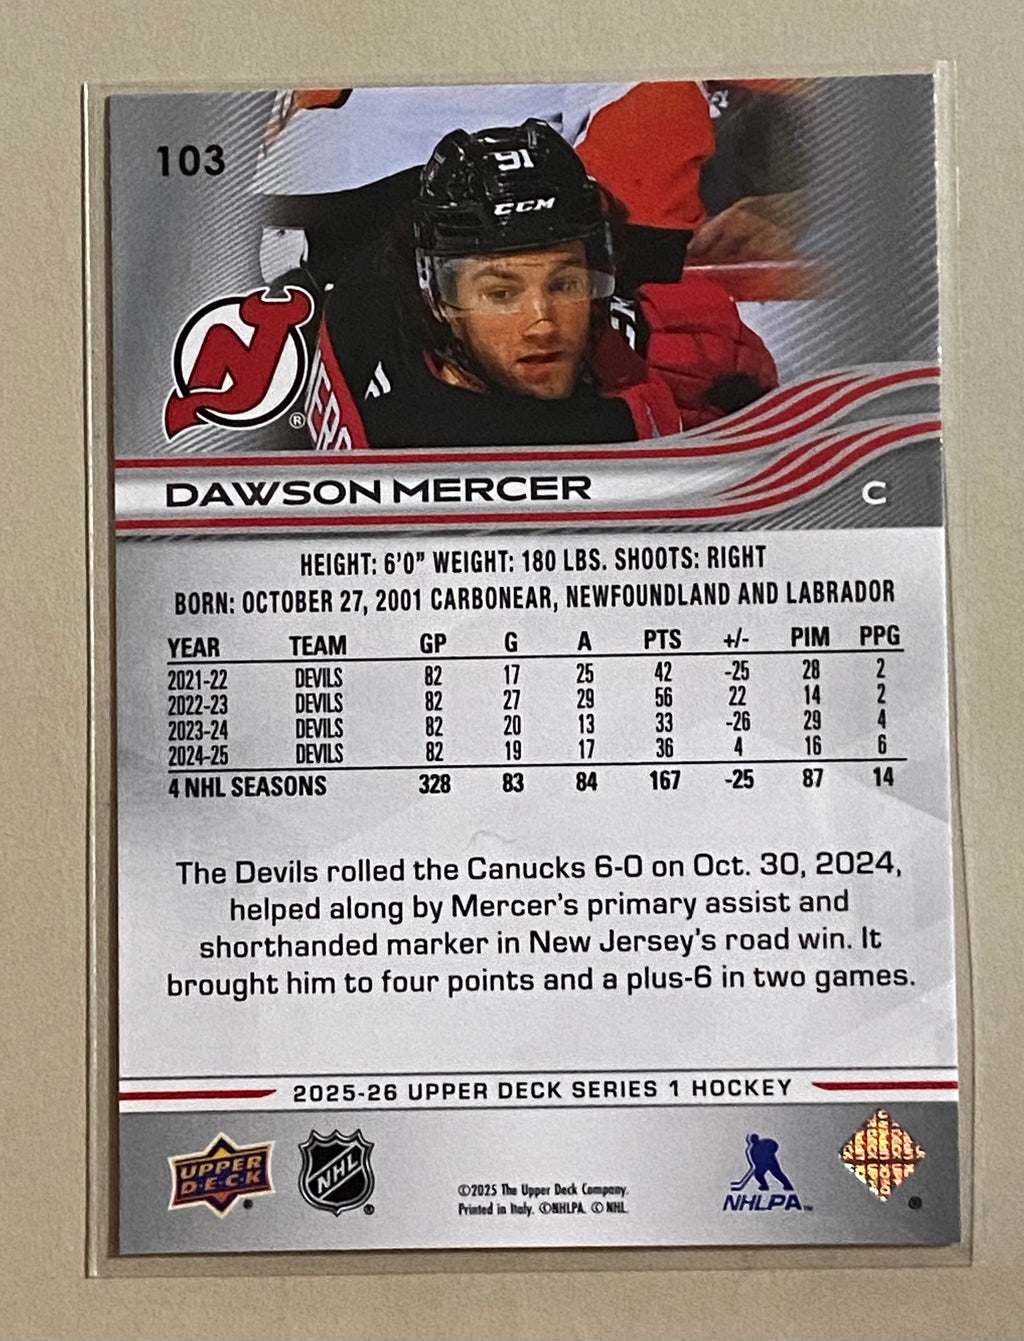 103
91
CCM
N
®
DAWSON MERCER
C
HEIGHT: 6'0" WEIGHT: 180 LBS. SHOOTS: RIGHT
BORN: OCTOBER 27, 2001 CARBONEAR, NEWFOUNDLAND AND LABRADOR
YEAR TEAM GP G A PTS +/- PIM PPG
2021-22 DEVILS 82 17 25 42 -25 28 2
2022-23 DEVILS 82 27 29 56 22 14 2
2023-24 DEVILS 82 20 13 33 -26 29 4
2024-25 DEVILS 82 19 17 36 4 16 6
4 NHL SEASONS 328 83 84 167 -25 87 14
The Devils rolled the Canucks 6-0 on Oct. 30, 2024,
helped along by Mercer's primary assist and
shorthanded marker in New Jersey's road win. It
brought him to four points and a plus-6 in two games.
2025-26 UPPER DECK SERIES 1 HOCKEY
UPPER
D·E·C·K
NHL
©2025 The Upper Deck Company.
Printed in Italy. ©NHLPA. © NHL.
NHLPA™